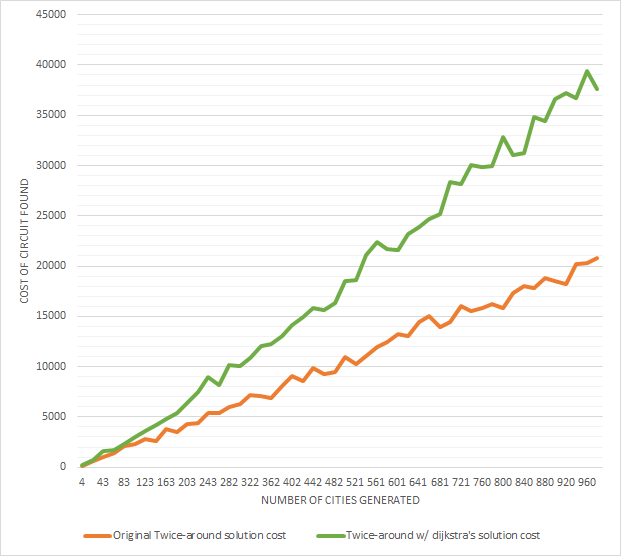 45000
40000
35000
30000
25000
20000
15000
10000
5000
0
COST OF CIRCUIT FOUND
4 43 83 123 163 203 243 282 322 362 402 442 482 521 561 601 641 681 721 760 800 840 880 920 960
NUMBER OF CITIES GENERATED
Original Twice-around solution cost Twice-around w/ dijkstra's solution cost